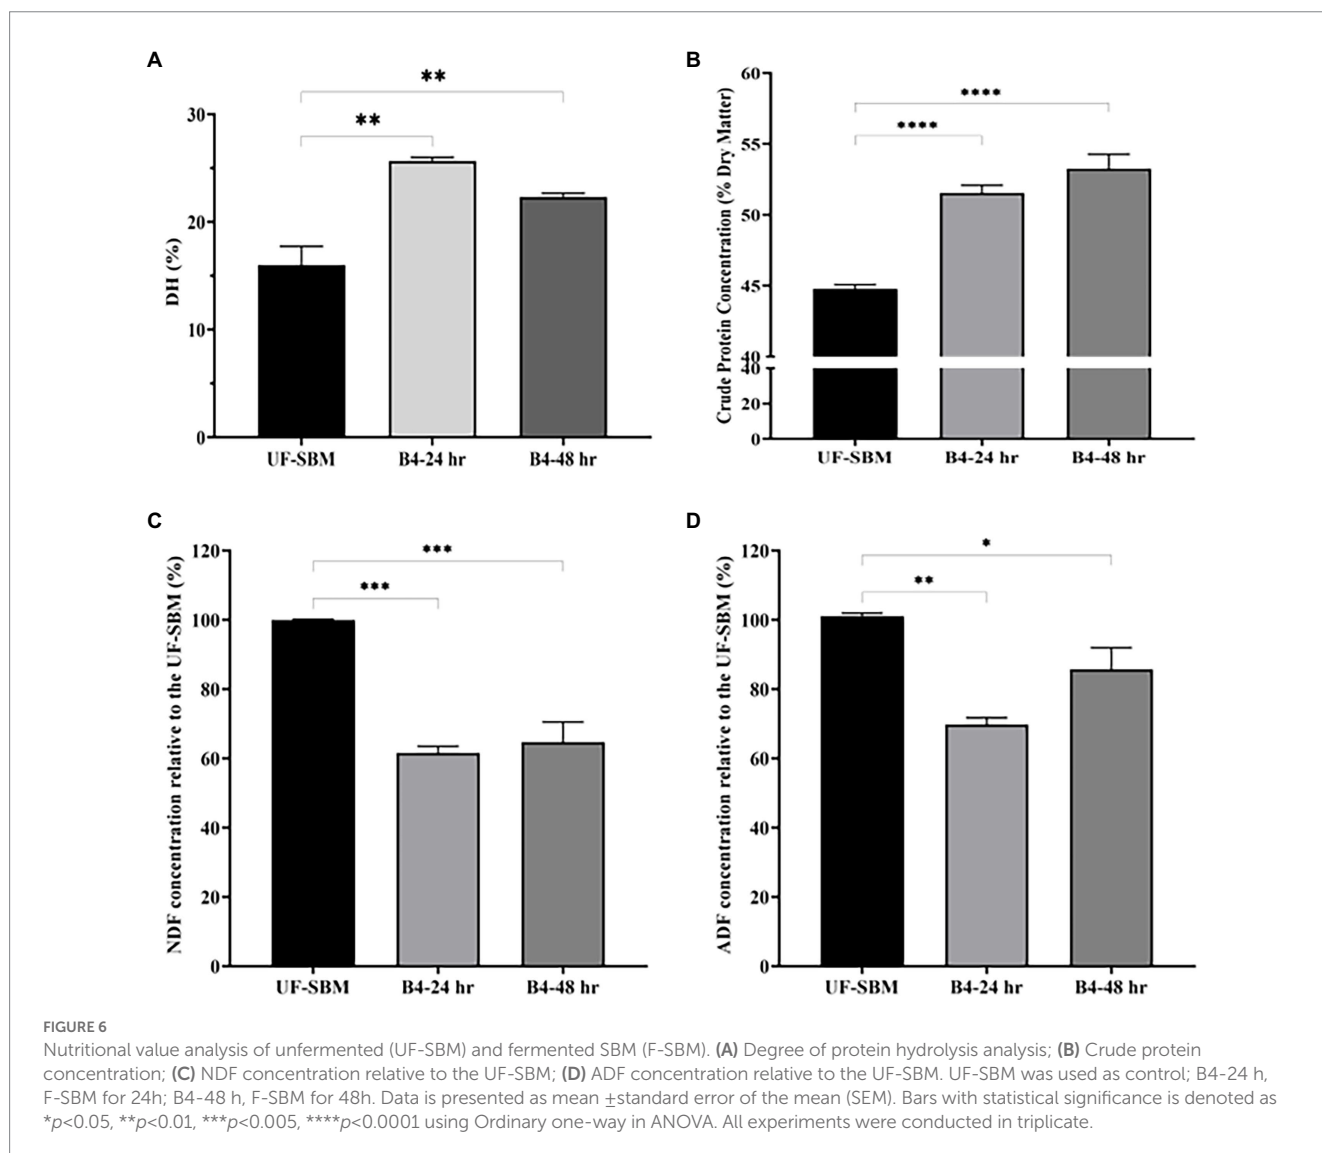 A
**
**
DH (%)
30
20
10
0
UF-SBM B4-24 hr B4-48 hr
B
****
****
Crude Protein Concentration (% Dry Matter)
60
55
50
45
40
40
20
0
UF-SBM B4-24 hr B4-48 hr
C
***
***
NDF concentration relative to the UF-SBM (%)
120
100
80
60
40
20
0
UF-SBM B4-24 hr B4-48 hr
D
*
**
ADF concentration relative to the UF-SBM (%)
120
100
80
60
40
20
0
UF-SBM B4-24 hr B4-48 hr
FIGURE 6
Nutritional value analysis of unfermented (UF-SBM) and fermented SBM (F-SBM). (A) Degree of protein hydrolysis analysis; (B) Crude protein
concentration; (C) NDF concentration relative to the UF-SBM; (D) ADF concentration relative to the UF-SBM. UF-SBM was used as control; B4-24 h,
F-SBM for 24h; B4-48 h, F-SBM for 48h. Data is presented as mean ±standard error of the mean (SEM). Bars with statistical significance is denoted as
*p<0.05, **p<0.01, ***p<0.005, ****p<0.0001 using Ordinary one-way in ANOVA. All experiments were conducted in triplicate.